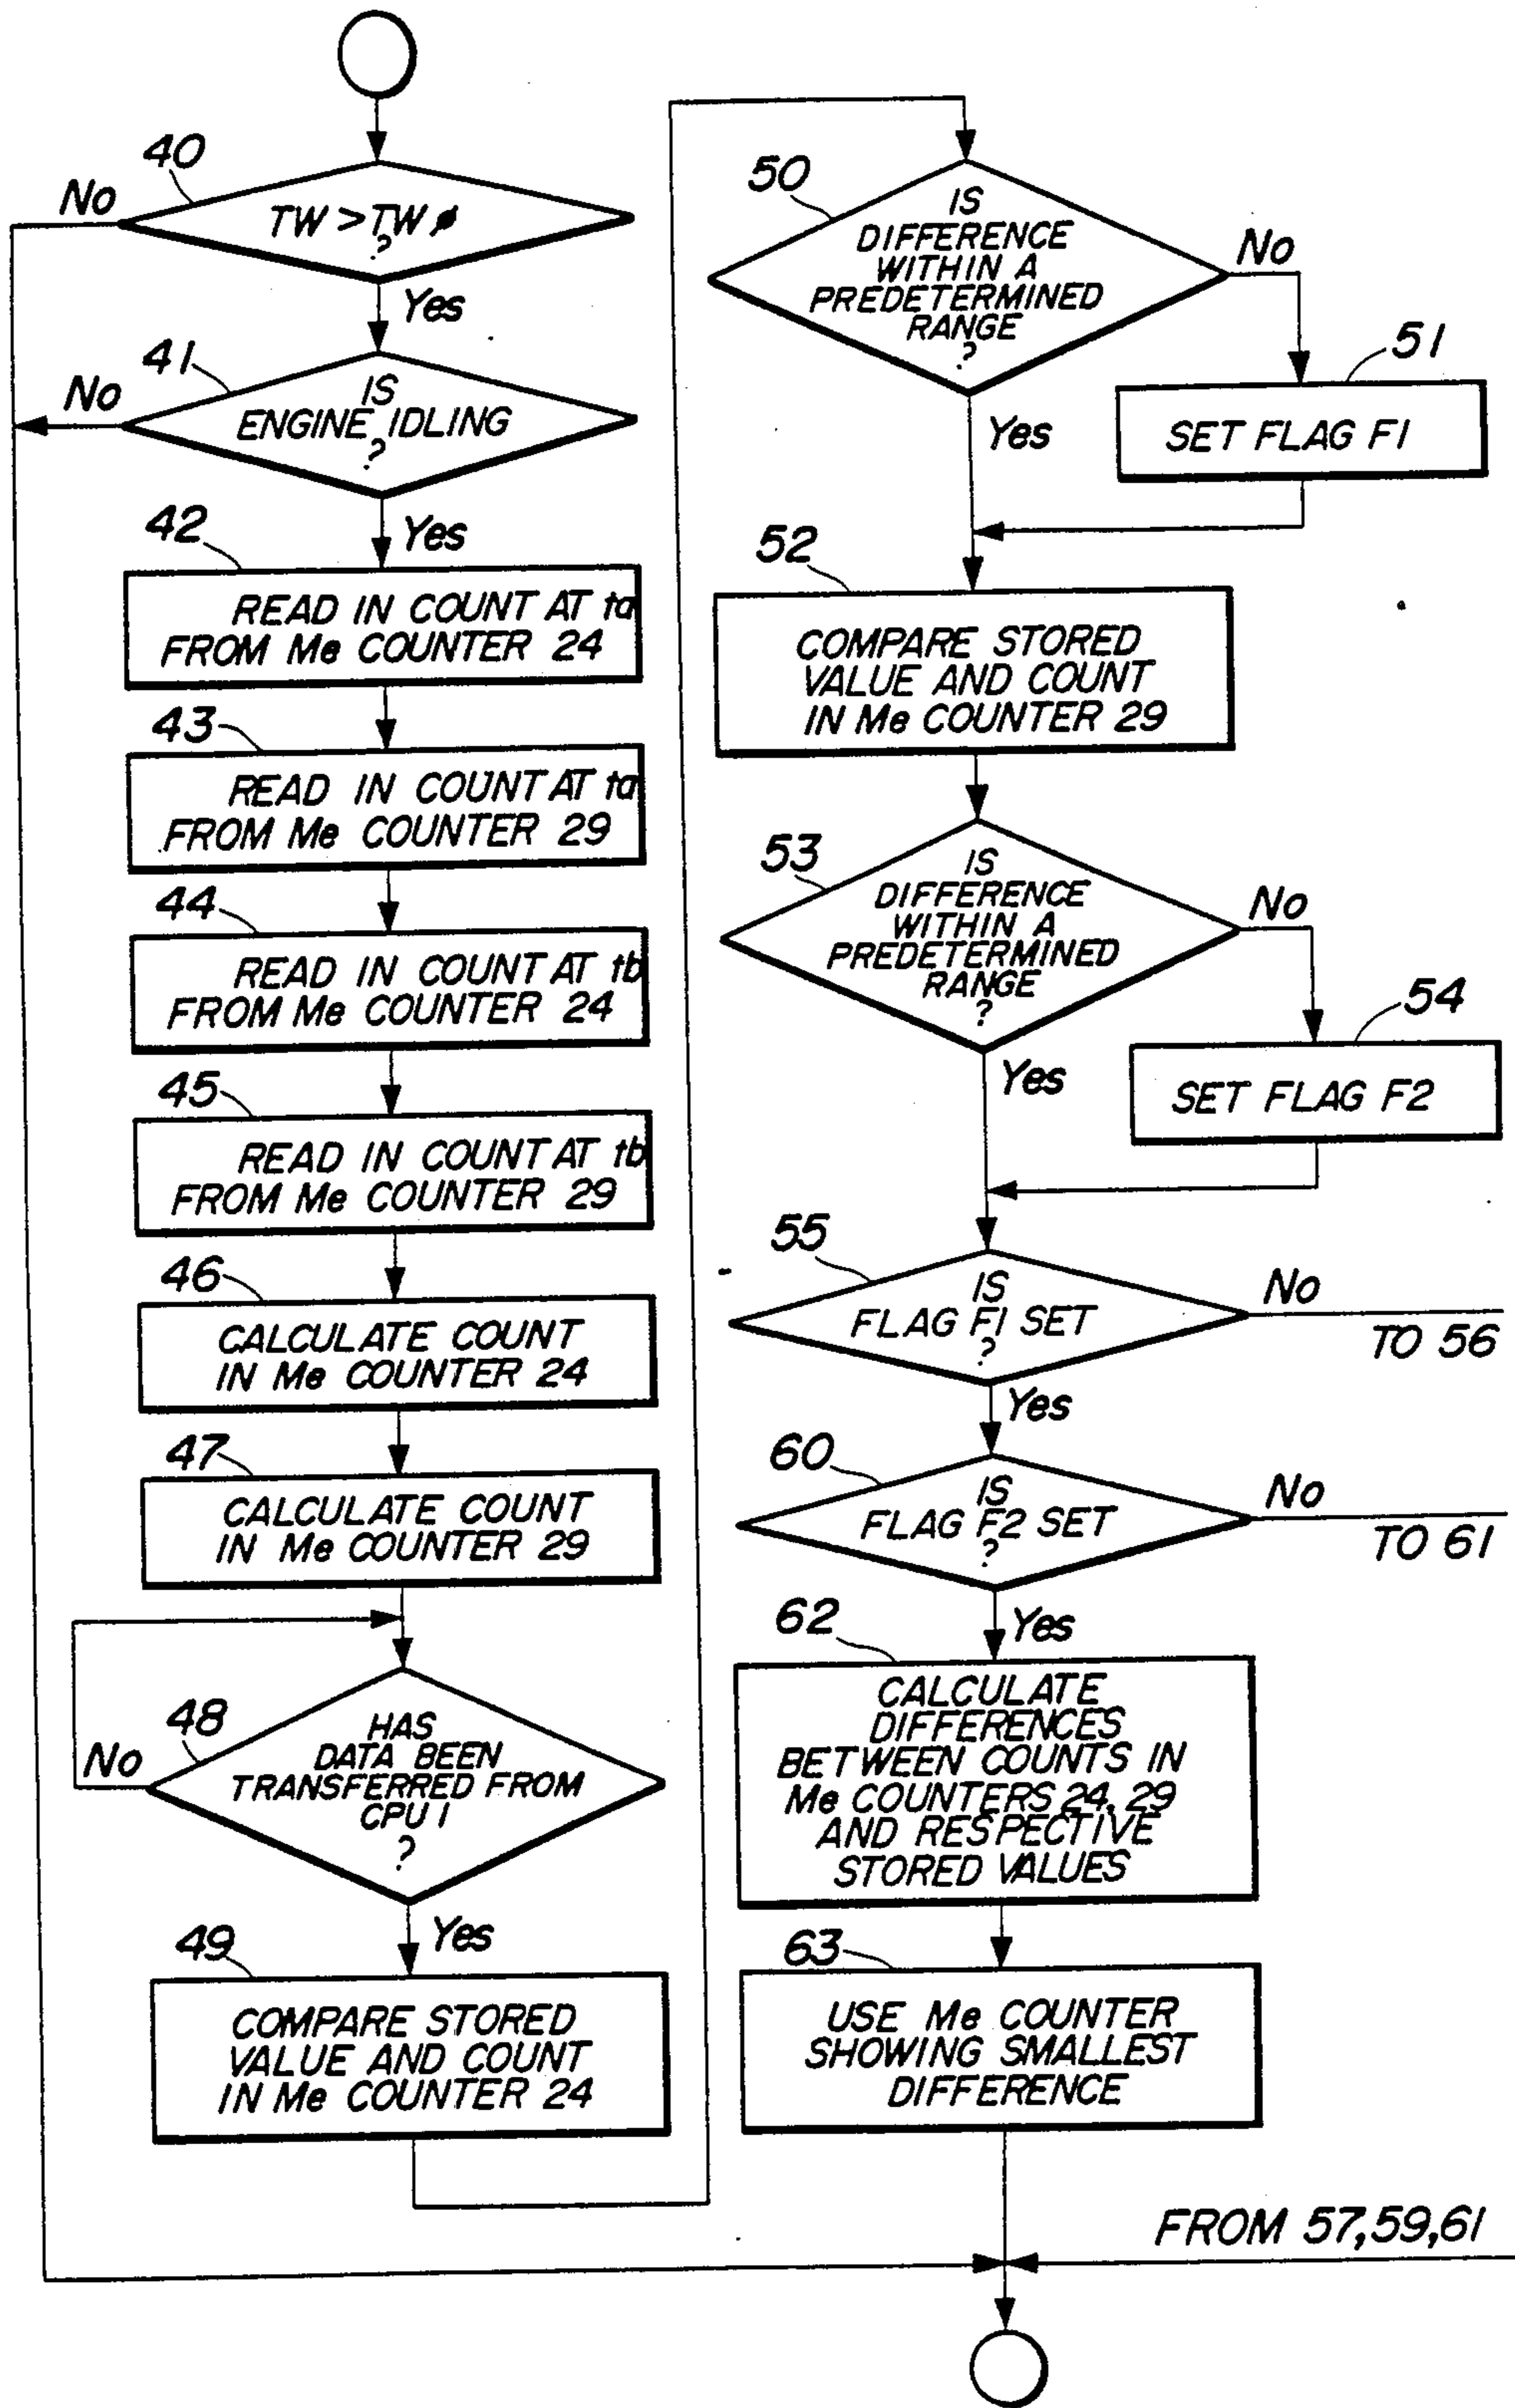 40
No
TW > TWø
?
Yes
41
No
IS
ENGINE IDLING
?
Yes
42
READ IN COUNT AT ta
FROM Me COUNTER 24
43
READ IN COUNT AT ta
FROM Me COUNTER 29
44
READ IN COUNT AT tb
FROM Me COUNTER 24
45
READ IN COUNT AT tb
FROM Me COUNTER 29
46
CALCULATE COUNT
IN Me COUNTER 24
47
CALCULATE COUNT
IN Me COUNTER 29
48
No
HAS
DATA BEEN
TRANSFERRED FROM
CPU 1
?
Yes
49
COMPARE STORED
VALUE AND COUNT
IN Me COUNTER 24
50
IS
DIFFERENCE
WITHIN A
PREDETERMINED
RANGE
?
No
Yes
51
SET FLAG F1
52
COMPARE STORED
VALUE AND COUNT
IN Me COUNTER 29
53
IS
DIFFERENCE
WITHIN A
PREDETERMINED
RANGE
?
No
Yes
54
SET FLAG F2
55
IS
FLAG F1 SET
?
No
TO 56
Yes
60
IS
FLAG F2 SET
?
No
TO 61
Yes
62
CALCULATE
DIFFERENCES
BETWEEN COUNTS IN
Me COUNTERS 24, 29
AND RESPECTIVE
STORED VALUES
63
USE Me COUNTER
SHOWING SMALLEST
DIFFERENCE
FROM 57,59,61